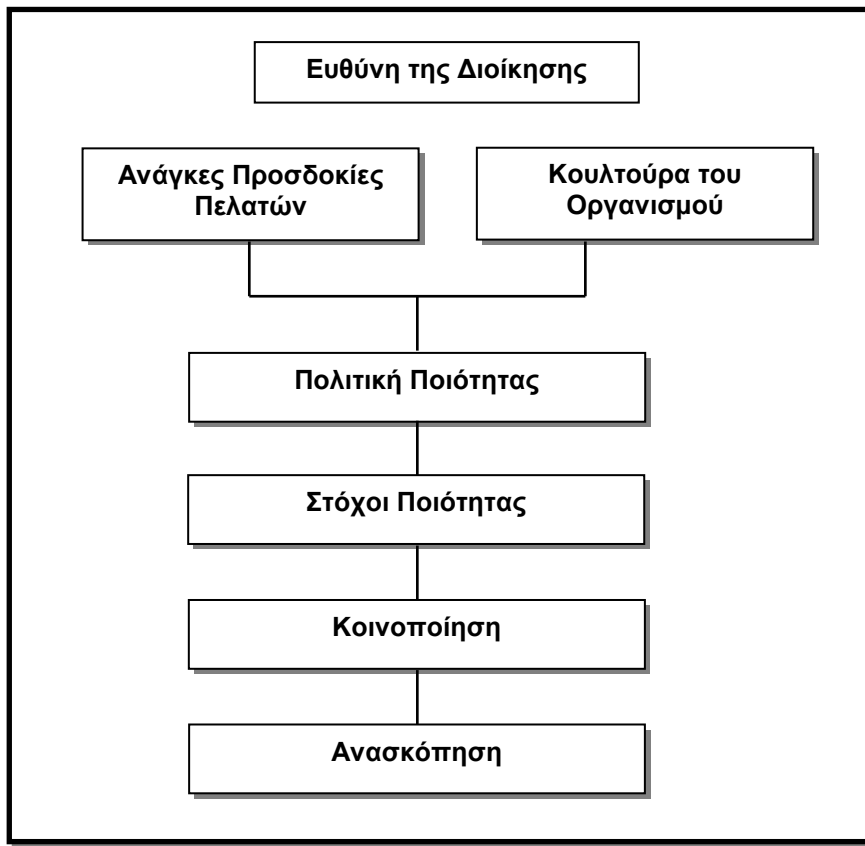 Ευθύνη της Διοίκησης
Ανάγκες Προσδοκίες
Πελατών
Κουλτούρα του
Οργανισμού
Πολιτική Ποιότητας
Στόχοι Ποιότητας
Κοινοποίηση
Ανασκόπηση